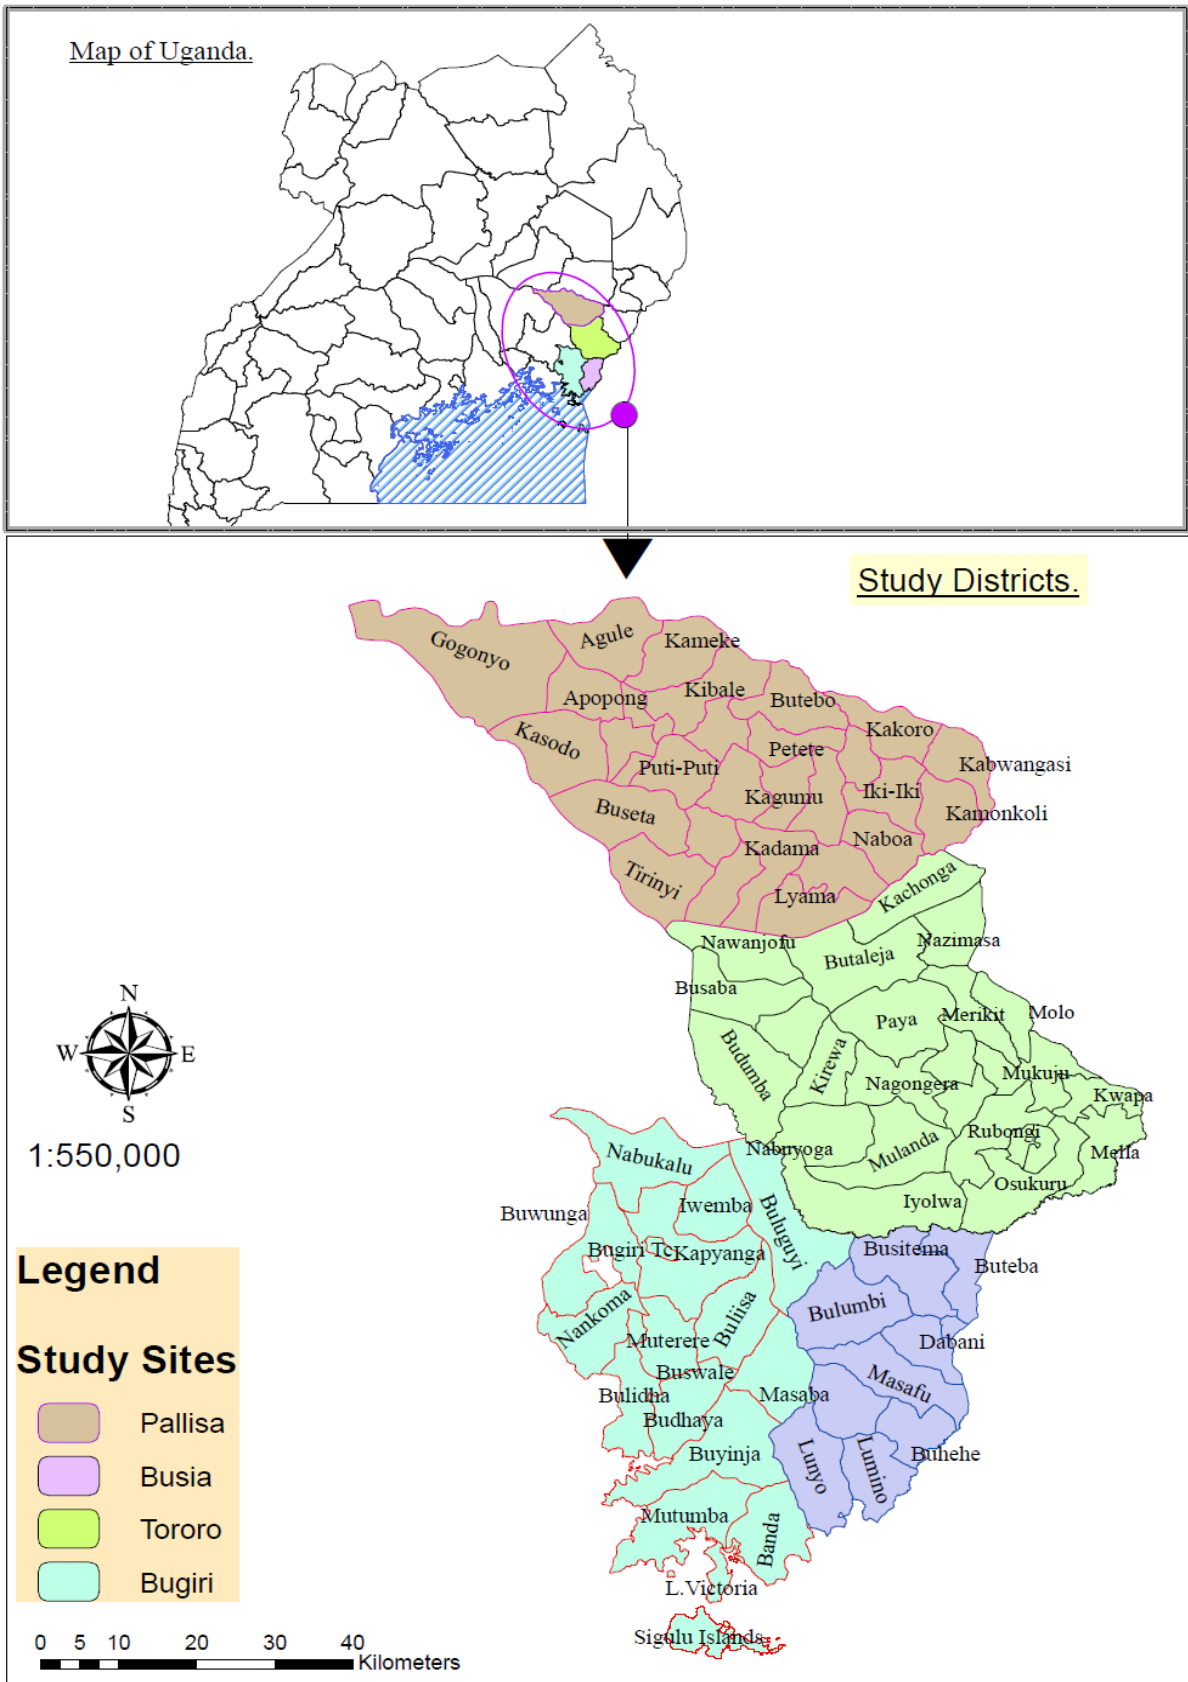 Map of Uganda.
Study Districts.
Gogonyo
Agule
Kameke
Apopong
Kibale
Butebo
Kasodo
Kakoro
Petete
Kabwangasi
Puti-Puti
Kagumu
Iki-Iki
Buseta
Kamonkoli
Kadama
Naboa
Tirinyi
Lyama
Kachonga
Nawanjofu
Butaleja
Nazimasa
Busaba
Paya
Merikit
Molo
Budumba
Kirewa
Nagongera
Mukuju
Kwapa
Nabuyoga
Mulanda
Rubongi
Mella
Osukuru
Iyolwa
Nabukalu
Iwemba
Buluguyi
Buwunga
Bugiri Tc
Kapyanga
Busitema
Buteba
Nankoma
Buliisa
Bulumbi
Muterere
Dabani
Buswale
Masafu
Bulidha
Masaba
Budhaya
Buyinja
Lunyo
Lumino
Buhehe
Mutumba
Banda
L.Victoria
Sigulu Islands
N
W
E
S
1:550,000
Legend
Study Sites
Pallisa
Busia
Tororo
Bugiri
0 5 10 20 30 40
Kilometers